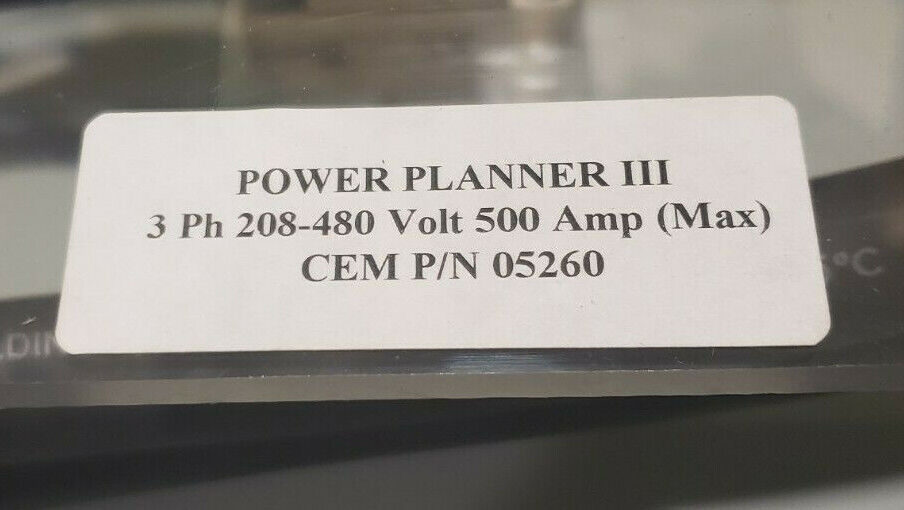 POWER PLANNER III
3 Ph 208-480 Volt 500 Amp (Max)
CEM P/N 05260
°C